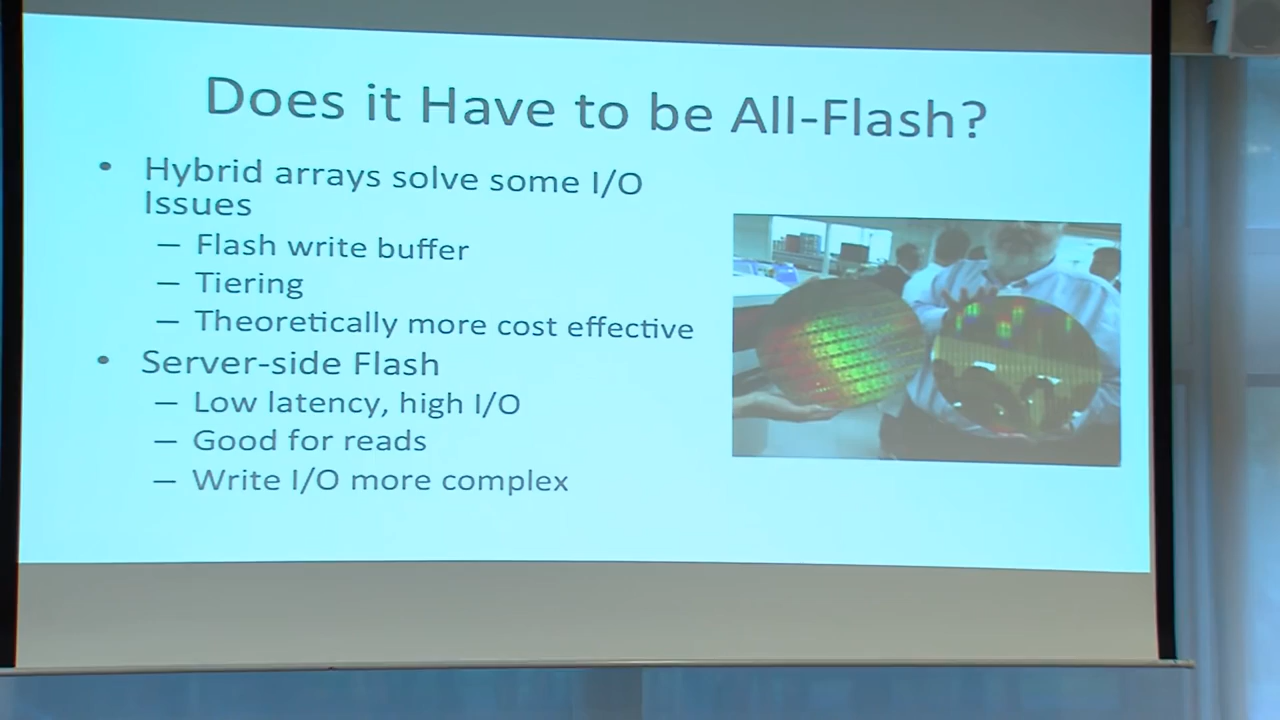 Does it Have to be All-Flash?
• Hybrid arrays solve some I/O
Issues
– Flash write buffer
– Tiering
– Theoretically more cost effective
• Server-side Flash
– Low latency, high I/O
– Good for reads
– Write I/O more complex